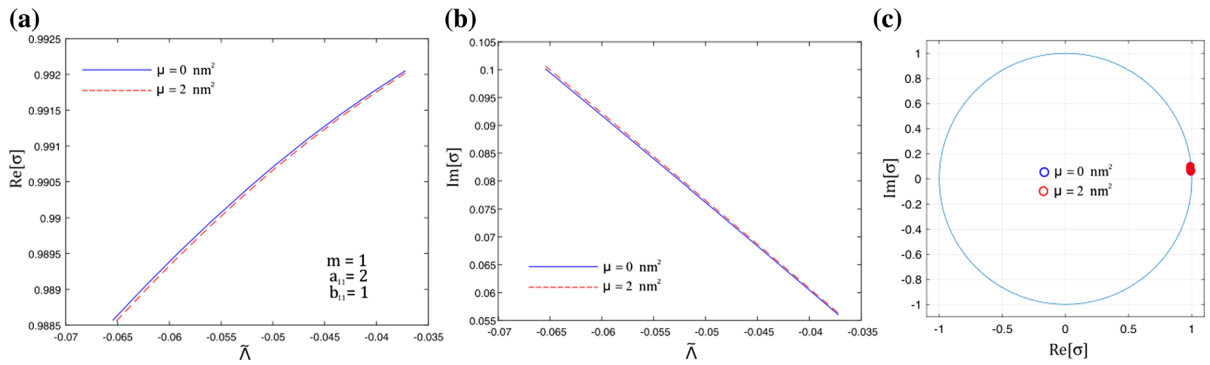 (a)
0.9925
0.992
0.9915
0.991
0.9905
0.99
0.9895
0.989
0.9885
Re[σ]
μ = 0 nm²
μ = 2 nm²
m = 1
a₁₁= 2
b₁₁= 1
-0.07 -0.065 -0.06 -0.055 -0.05 -0.045 -0.04 -0.035
Λ̃
(b)
0.105
0.1
0.095
0.09
0.085
0.08
0.075
0.07
0.065
0.06
0.055
Im[σ]
μ = 0 nm²
μ = 2 nm²
-0.07 -0.065 -0.06 -0.055 -0.05 -0.045 -0.04 -0.035
Λ̃
(c)
1
0.8
0.6
0.4
0.2
0
-0.2
-0.4
-0.6
-0.8
-1
Im[σ]
μ = 0 nm²
μ = 2 nm²
-1 -0.5 0 0.5 1
Re[σ]